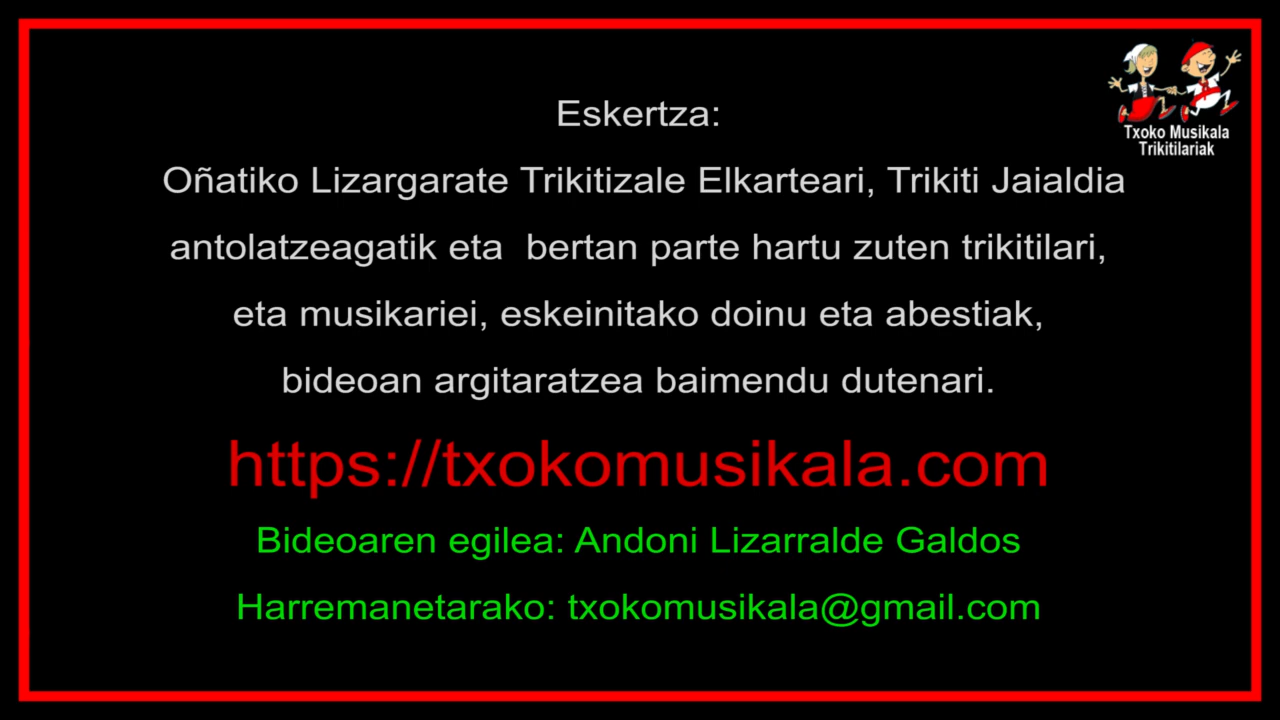 Txoko Musikala
Trikitilariak
Eskertza:
Oñatiko Lizargarate Trikitizale Elkarteari, Trikiti Jaialdia
antolatzeagatik eta  bertan parte hartu zuten trikitilari,
eta musikariei, eskeinitako doinu eta abestiak,
bideoan argitaratzea baimendu dutenari.
https://txokomusikala.com
Bideoaren egilea: Andoni Lizarralde Galdos
Harremanetarako: txokomusikala@gmail.com